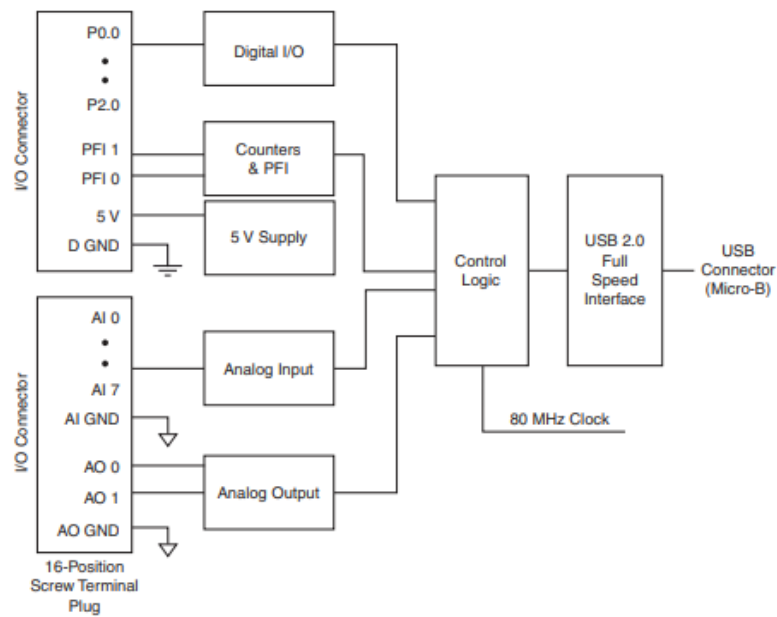 I/O Connector
P0.0
P2.0
PFI 1
PFI 0
5 V
D GND
Digital I/O
Counters
& PFI
5 V Supply
I/O Connector
AI 0
AI 7
AI GND
AO 0
AO 1
AO GND
16-Position
Screw Terminal
Plug
Analog Input
Analog Output
Control
Logic
80 MHz Clock
USB 2.0
Full
Speed
Interface
USB
Connector
(Micro-B)